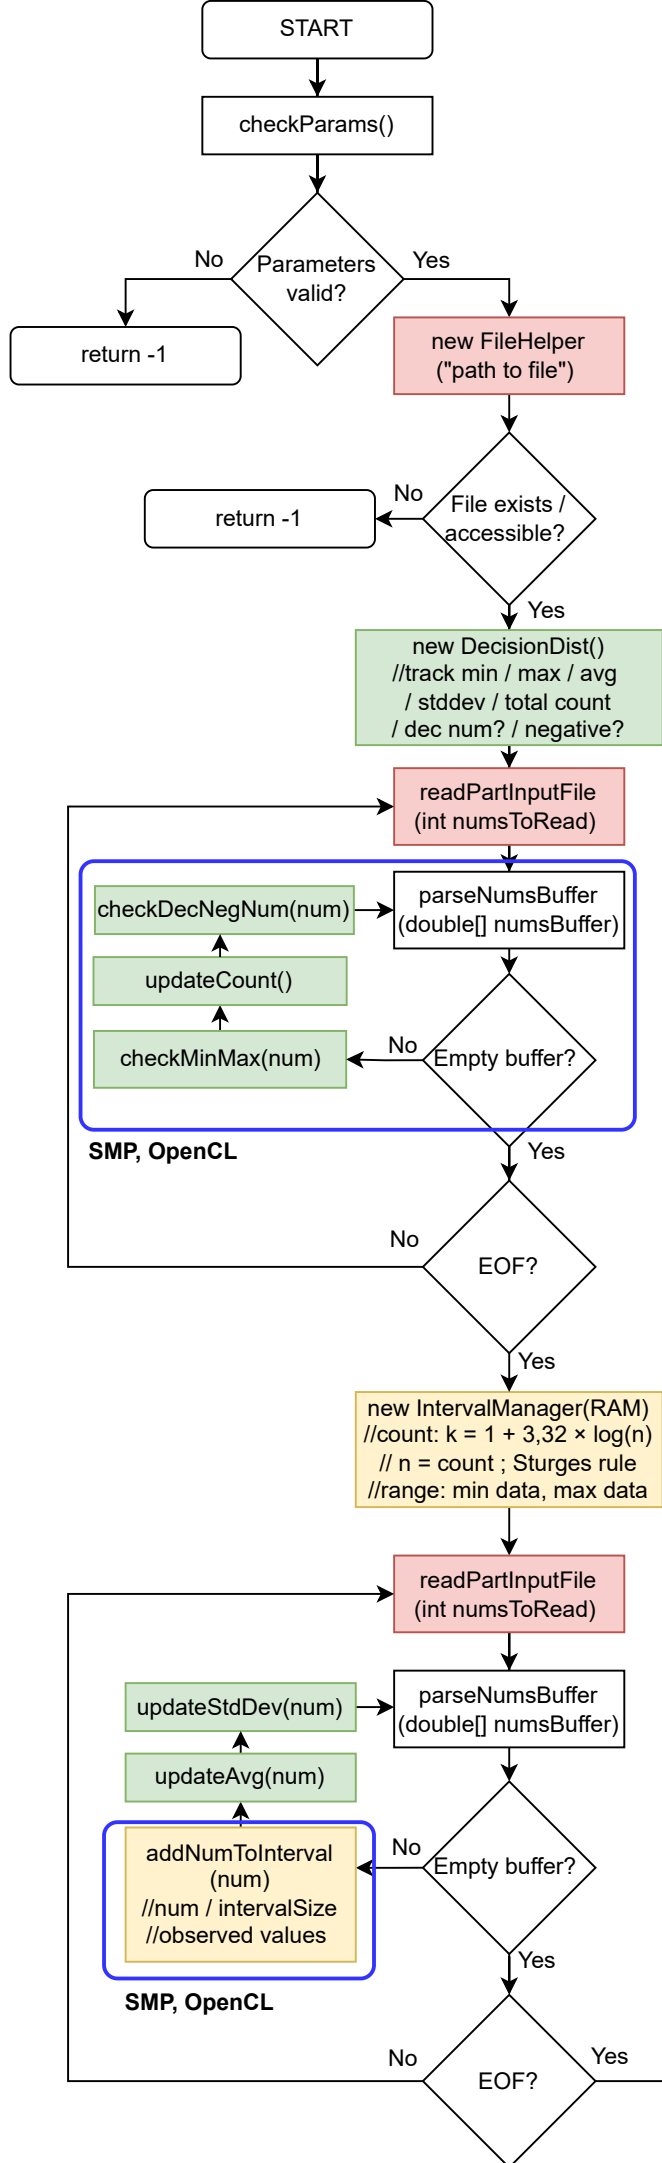 START
checkParams()
Parameters
valid?
No
Yes
return -1
new FileHelper
("path to file")
File exists /
accessible?
No
return -1
Yes
new DecisionDist()
//track min / max / avg
/ stddev / total count
/ dec num? / negative?
readPartInputFile
(int numsToRead)
parseNumsBuffer
(double[] numsBuffer)
checkDecNegNum(num)
updateCount()
checkMinMax(num)
No
Empty buffer?
SMP, OpenCL
Yes
No
EOF?
Yes
new IntervalManager(RAM)
//count: k = 1 + 3,32 × log(n)
// n = count ; Sturges rule
//range: min data, max data
readPartInputFile
(int numsToRead)
parseNumsBuffer
(double[] numsBuffer)
updateStdDev(num)
updateAvg(num)
addNumToInterval
(num)
//num / intervalSize
//observed values
No
Empty buffer?
SMP, OpenCL
Yes
No
EOF?
Yes